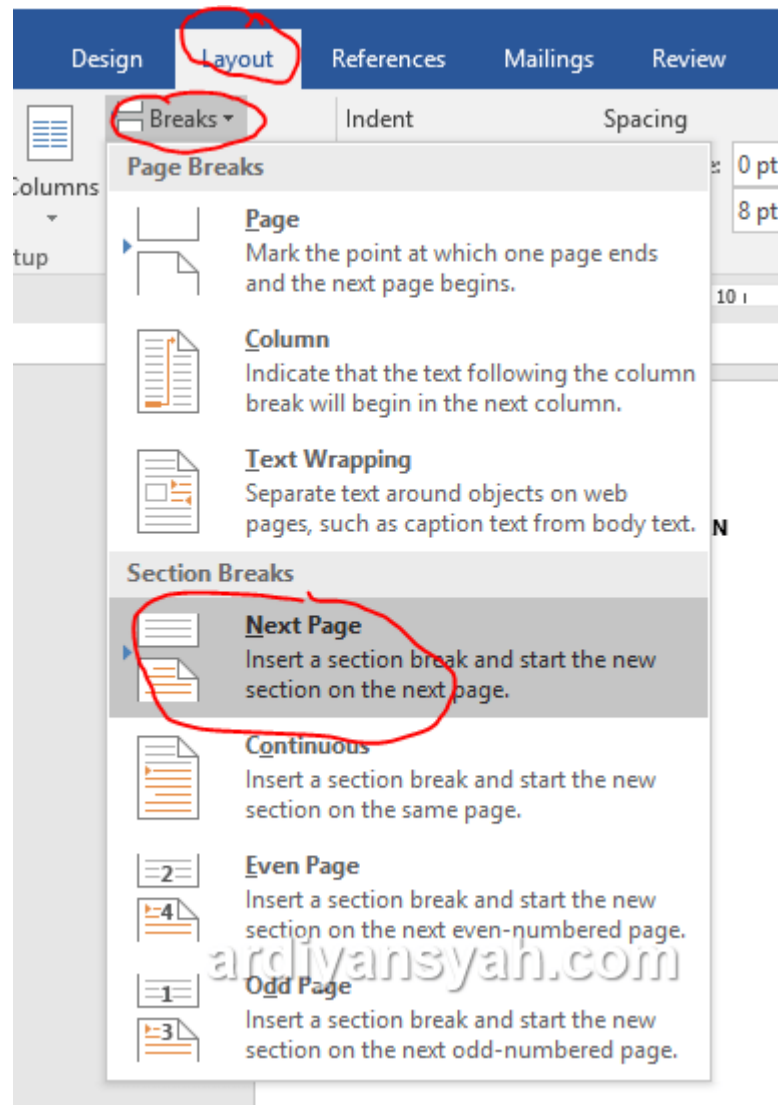 Design Layout References Mailings Review
Breaks Indent Spacing
Columns
0 pt
8 pt
tup
10
Page Breaks
Page
Mark the point at which one page ends
and the next page begins.
Column
Indicate that the text following the column
break will begin in the next column.
Text Wrapping
Separate text around objects on web
pages, such as caption text from body text.
N
Section Breaks
Next Page
Insert a section break and start the new
section on the next page.
Continuous
Insert a section break and start the new
section on the same page.
2
Even Page
4
Insert a section break and start the new
section on the next even-numbered page.
ardiyansyah.com
1
Odd Page
3
Insert a section break and start the new
section on the next odd-numbered page.